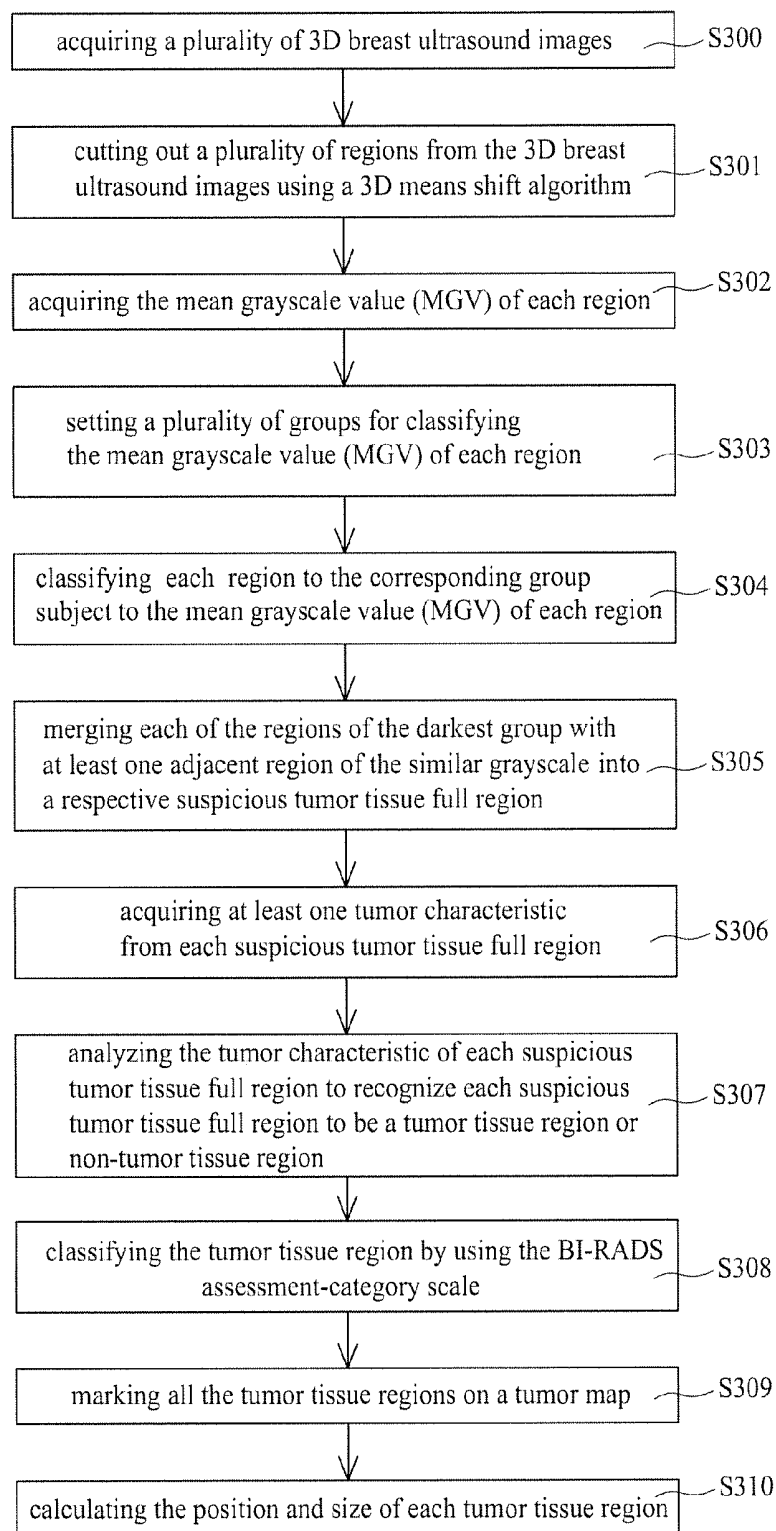 acquiring a plurality of 3D breast ultrasound images S300
cutting out a plurality of regions from the 3D breast
ultrasound images using a 3D means shift algorithm S301
acquiring the mean grayscale value (MGV) of each region S302
setting a plurality of groups for classifying
the mean grayscale value (MGV) of each region S303
classifying each region to the corresponding group
subject to the mean grayscale value (MGV) of each region S304
merging each of the regions of the darkest group with
at least one adjacent region of the similar grayscale into
a respective suspicious tumor tissue full region S305
acquiring at least one tumor characteristic
from each suspicious tumor tissue full region S306
analyzing the tumor characteristic of each suspicious
tumor tissue full region to recognize each suspicious
tumor tissue full region to be a tumor tissue region or
non-tumor tissue region S307
classifying the tumor tissue region by using the BI-RADS
assessment-category scale S308
marking all the tumor tissue regions on a tumor map S309
calculating the position and size of each tumor tissue region S310